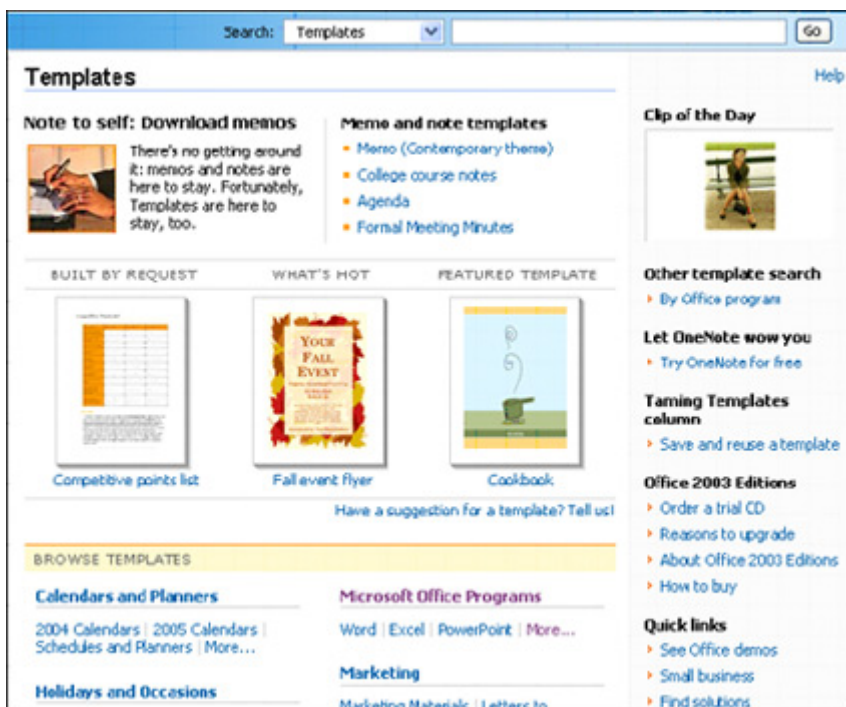 Search: Templates Go
Templates
Help
Note to self: Download memos
There's no getting around
it: memos and notes are
here to stay. Fortunately,
Templates are here to
stay, too.
Memo and note templates
Memo (Contemporary theme)
College course notes
Agenda
Formal Meeting Minutes
BUILT BY REQUEST
WHAT'S HOT
FEATURED TEMPLATE
YOUR
FALL
EVENT
Competitive points list
Fall event flyer
Cookbook
Have a suggestion for a template? Tell us!
BROWSE TEMPLATES
Calendars and Planners
2004 Calendars | 2005 Calendars |
Schedules and Planners | More...
Holidays and Occasions
Microsoft Office Programs
Word | Excel | PowerPoint | More...
Marketing
Marketing Materials | Letters to
Clip of the Day
Other template search
By Office program
Let OneNote wow you
Try OneNote for free
Taming Templates
column
Save and reuse a template
Office 2003 Editions
Order a trial CD
Reasons to upgrade
About Office 2003 Editions
How to buy
Quick links
See Office demos
Small business
Find solutions